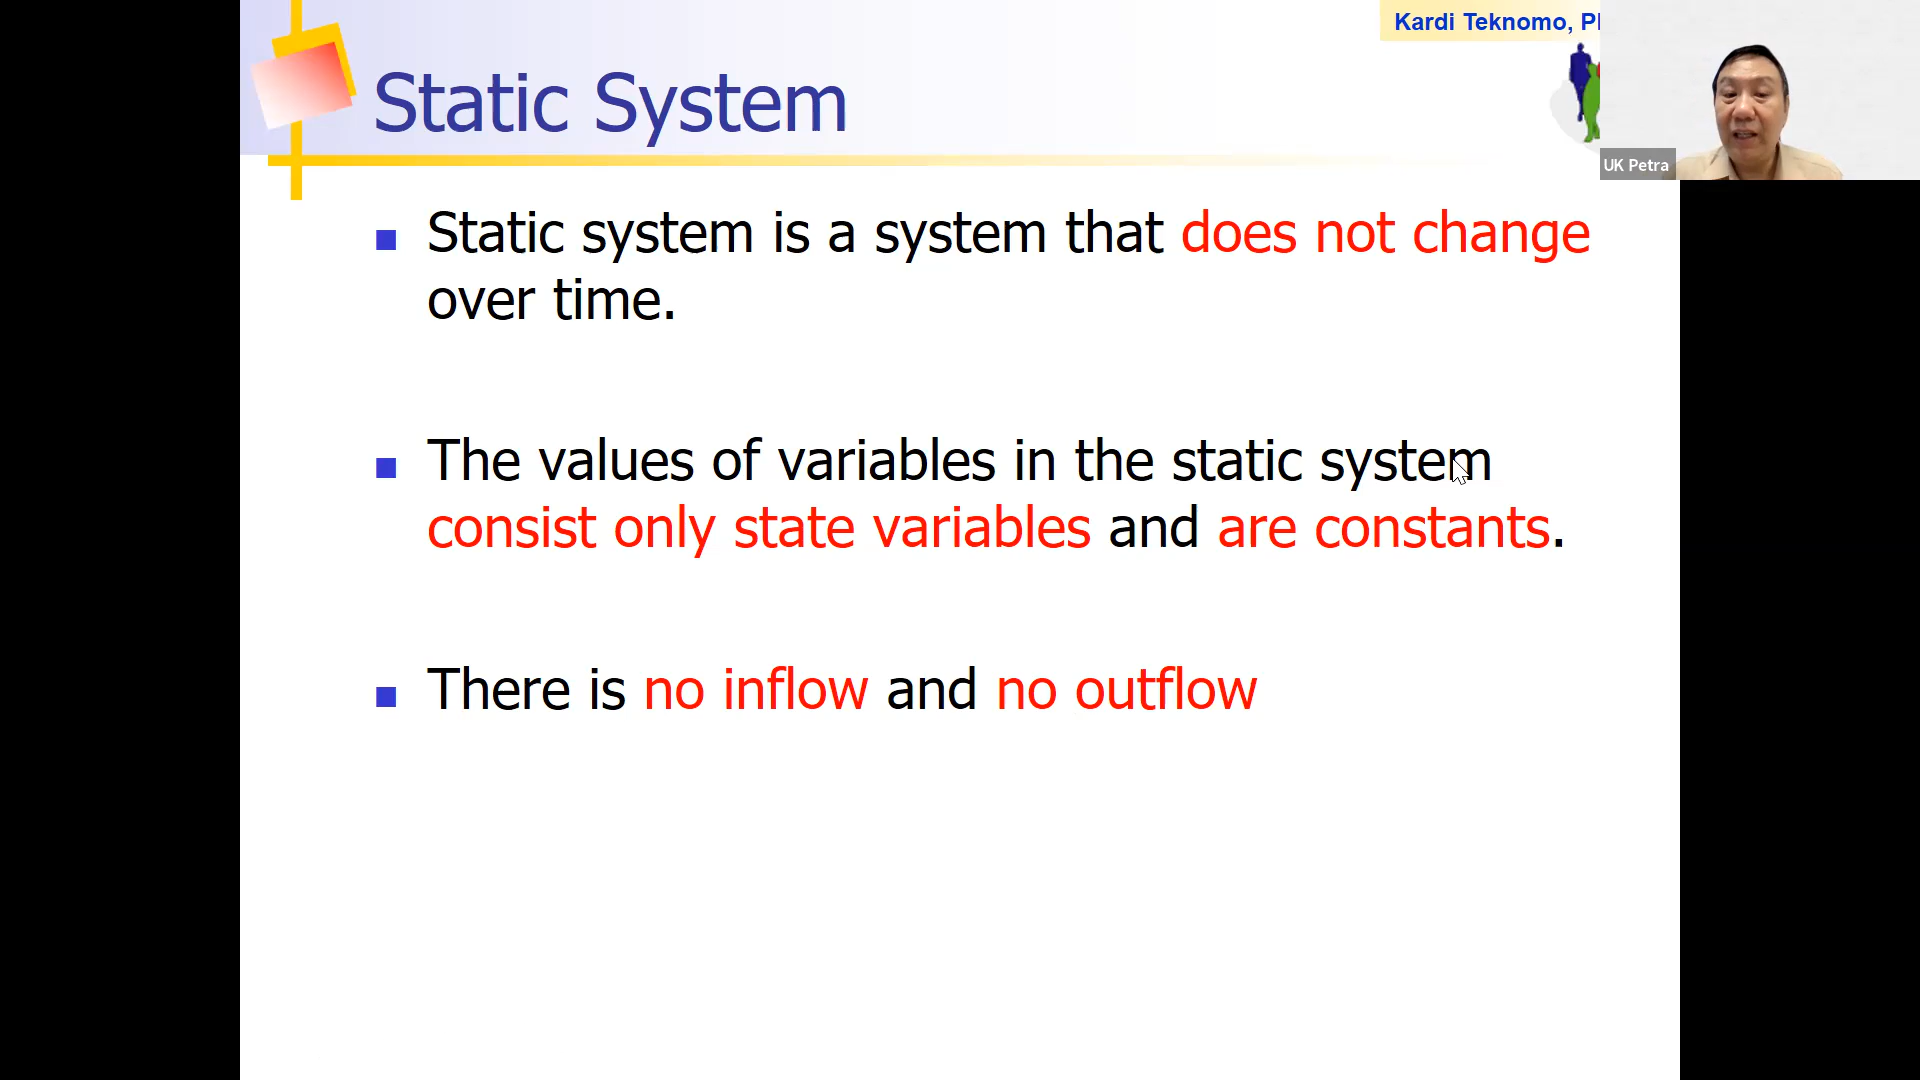 Kardi Teknomo, P
Static System
UK Petra
Static system is a system that does not change
over time.
The values of variables in the static system
consist only state variables and are constants.
There is no inflow and no outflow